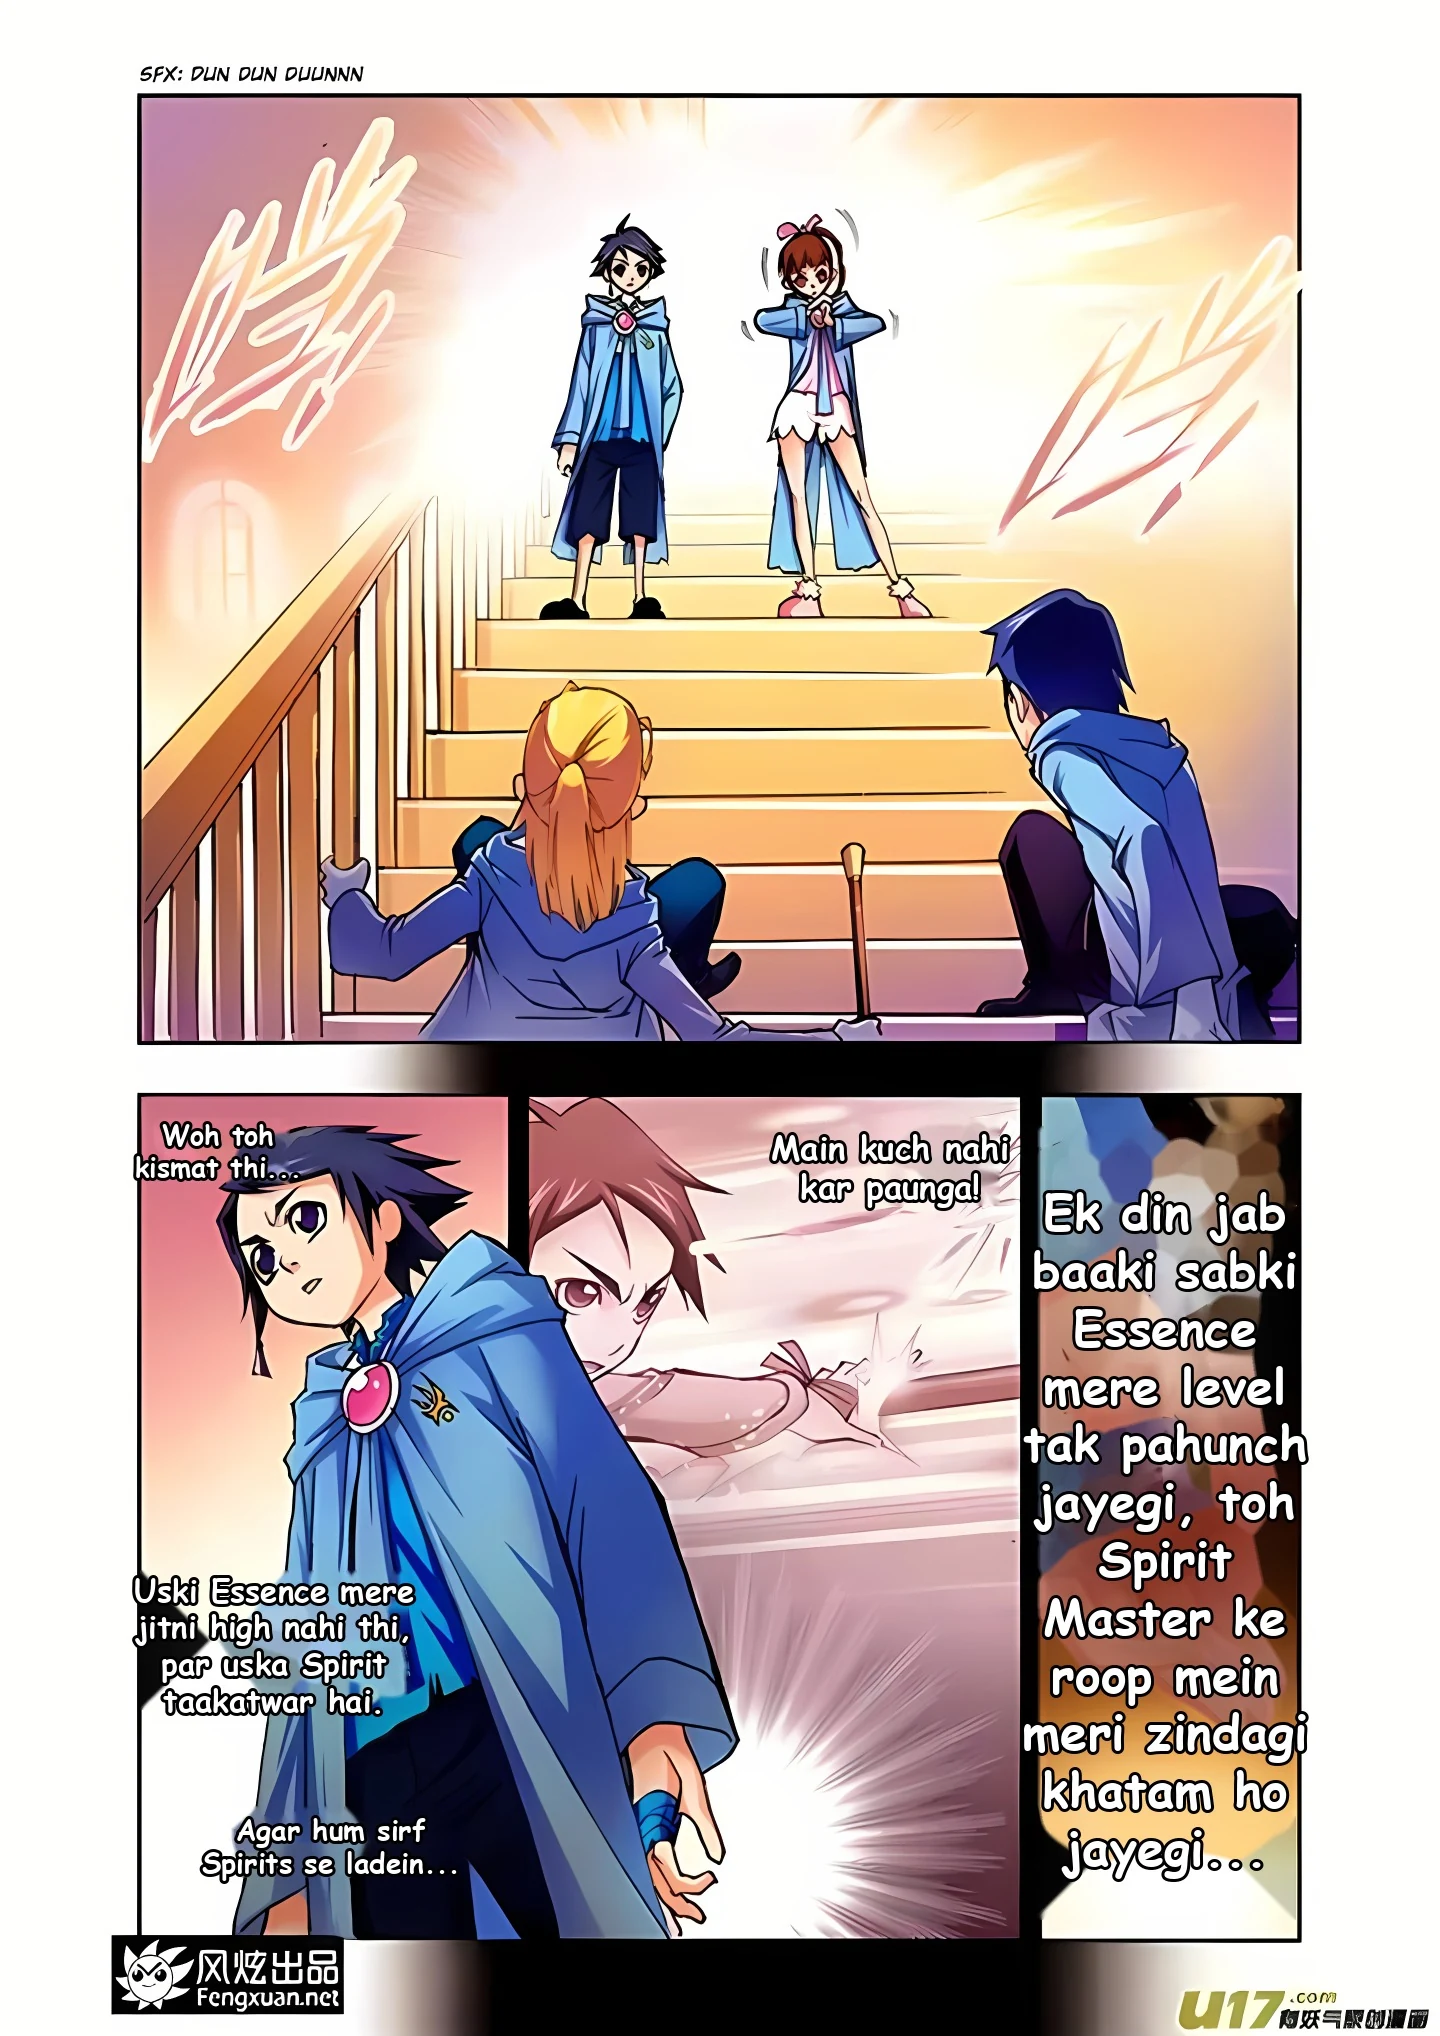 SFX: DUN DUN DUUNNN
Woh toh
kismat thi...
Main kuch nahi
kar paunga!
Ek din jab
baaki sabki
Essence
mere level
tak pahunch
jayegi, toh
Spirit
Master ke
roop mein
meri zindagi
khatam ho
jayegi...
Uski Essence mere
jitni high nahi thi,
par uska Spirit
taakatwar hai.
Agar hum sirf
Spirits se ladein...
风炫出品
Fengxuan.net
U17.com